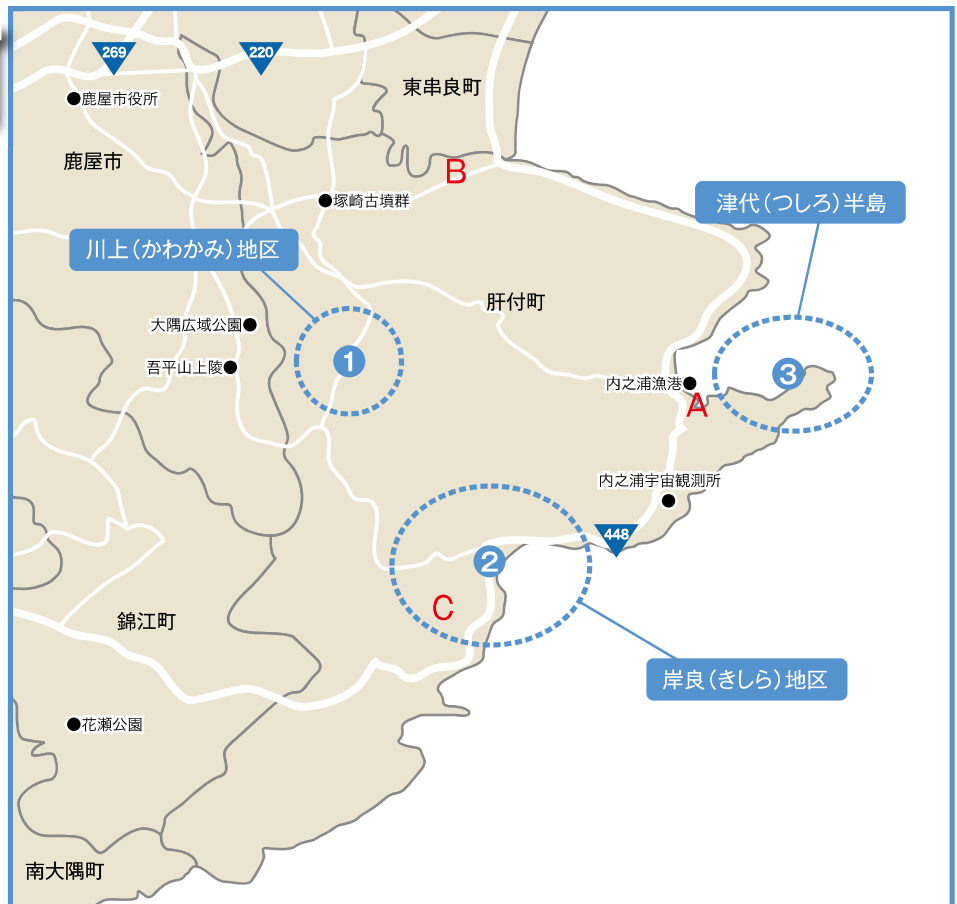 269
220
東串良町
鹿屋市役所
鹿屋市
B
塚崎古墳群
津代(つしろ)半島
川上(かわかみ)地区
肝付町
大隅広域公園
1
吾平山上陵
内之浦漁港
3
A
内之浦宇宙観測所
448
2
C
錦江町
岸良(きしら)地区
花瀬公園
南大隅町